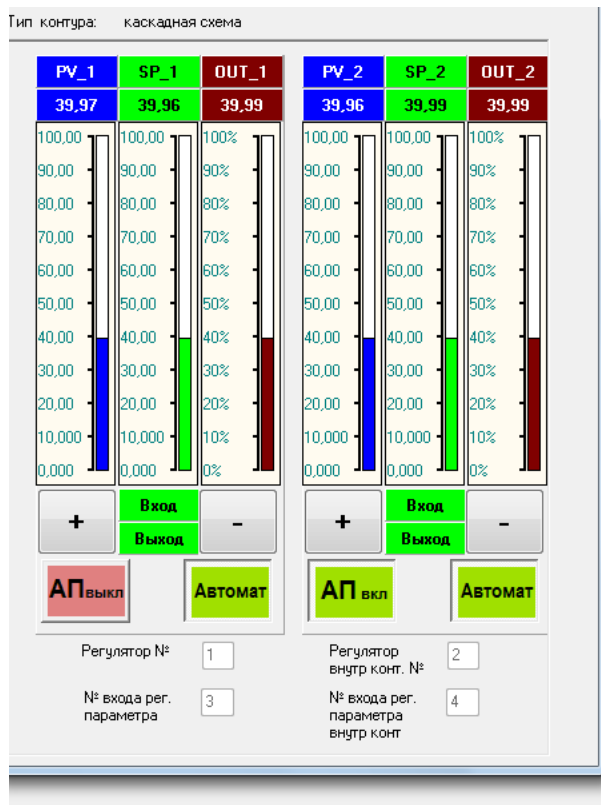 Тип контура: каскадная схема
PV_1 SP_1 OUT_1 PV_2 SP_2 OUT_2
39,97 39,96 39,99 39,96 39,99 39,99
100,00 100,00 100% 100,00 100,00 100%
90,00 90,00 90% 90,00 90,00 90%
80,00 80,00 80% 80,00 80,00 80%
70,00 70,00 70% 70,00 70,00 70%
60,00 60,00 60% 60,00 60,00 60%
50,00 50,00 50% 50,00 50,00 50%
40,00 40,00 40% 40,00 40,00 40%
30,00 30,00 30% 30,00 30,00 30%
20,00 20,00 20% 20,00 20,00 20%
10,000 10,000 10% 10,000 10,000 10%
0,000 0,000 0% 0,000 0,000 0%
+ Вход - + Вход -
Выход Выход
АПвыкл Автомат АП вкл Автомат
Регулятор № 1 Регулятор 2
внутр конт. №
№ входа рег. 3 № входа рег. 4
параметра параметра
внутр конт